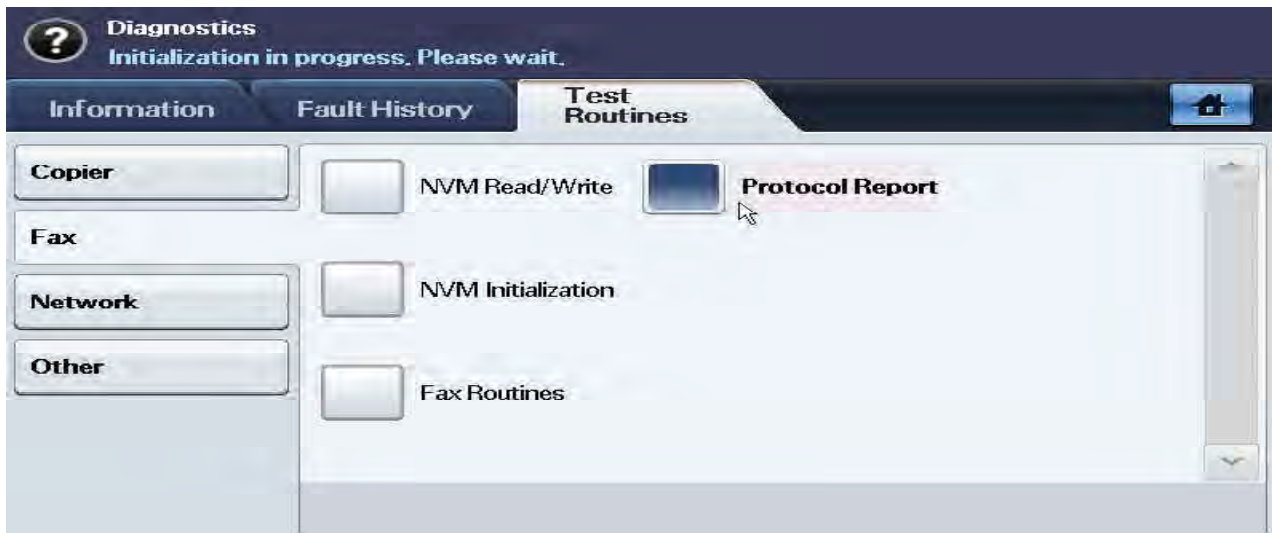 ?
Diagnostics
Initialization in progress. Please wait.
Information
Fault History
Test
Routines
Copier
Fax
Network
Other
NVM Read/Write
Protocol Report
NVM Initialization
Fax Routines